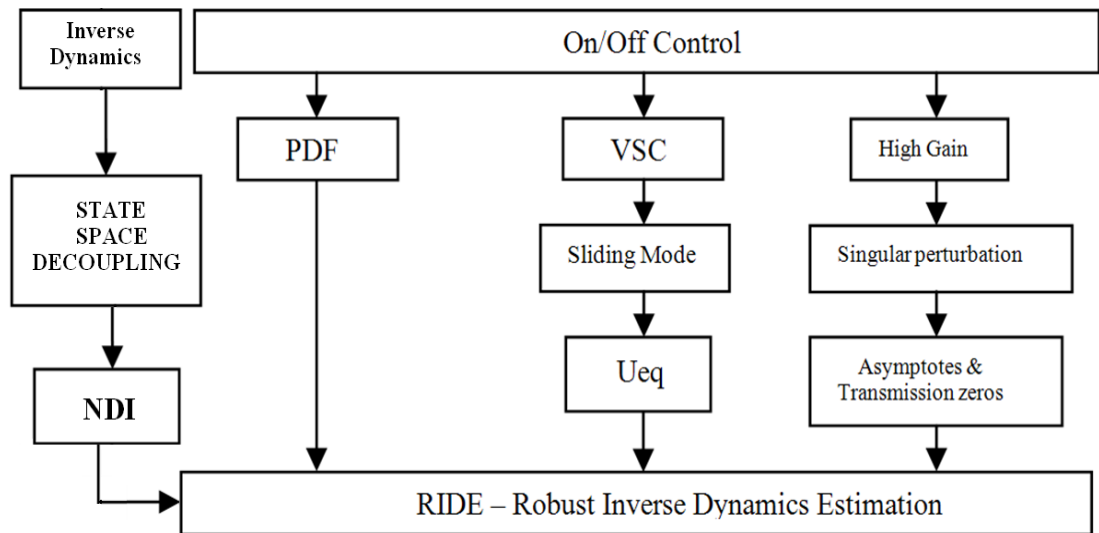 Inverse
Dynamics
On/Off Control
PDF
VSC
High Gain
STATE
SPACE
DECOUPLING
Sliding Mode
Singular perturbation
NDI
Ueq
Asymptotes &
Transmission zeros
RIDE – Robust Inverse Dynamics Estimation